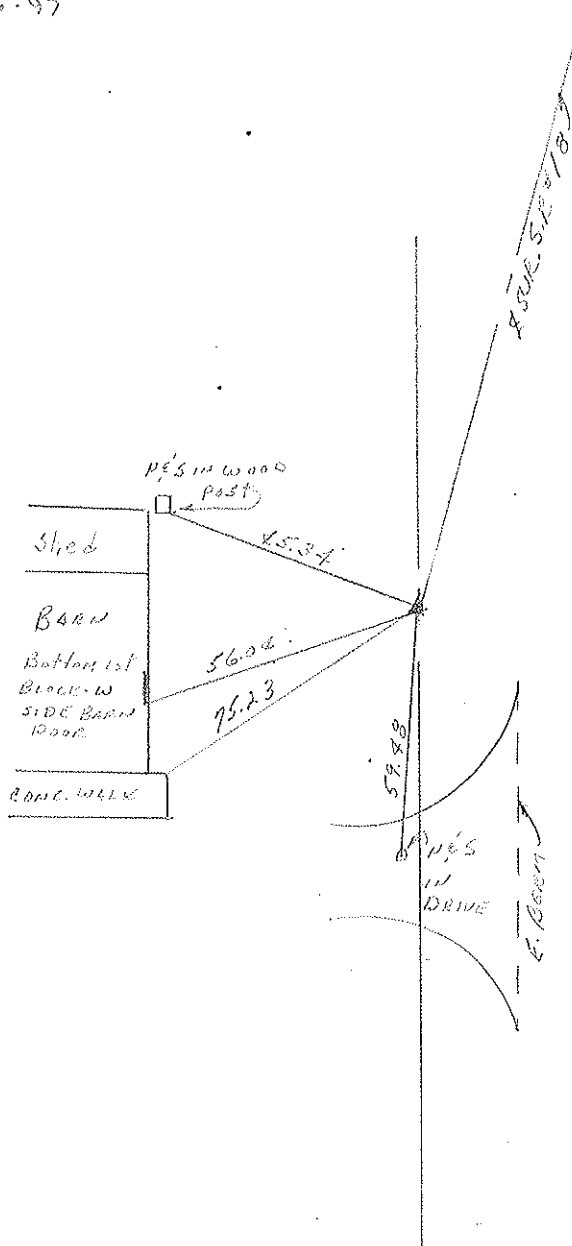 N&S IN WOOD
POST
Shed
BARN
Bottom 1st
BLOCK-W
SIDE BARN
DOOR
CONC. WALK
45.34
56.04
75.23
59.48
N&S
IN
DRIVE
E. BERM